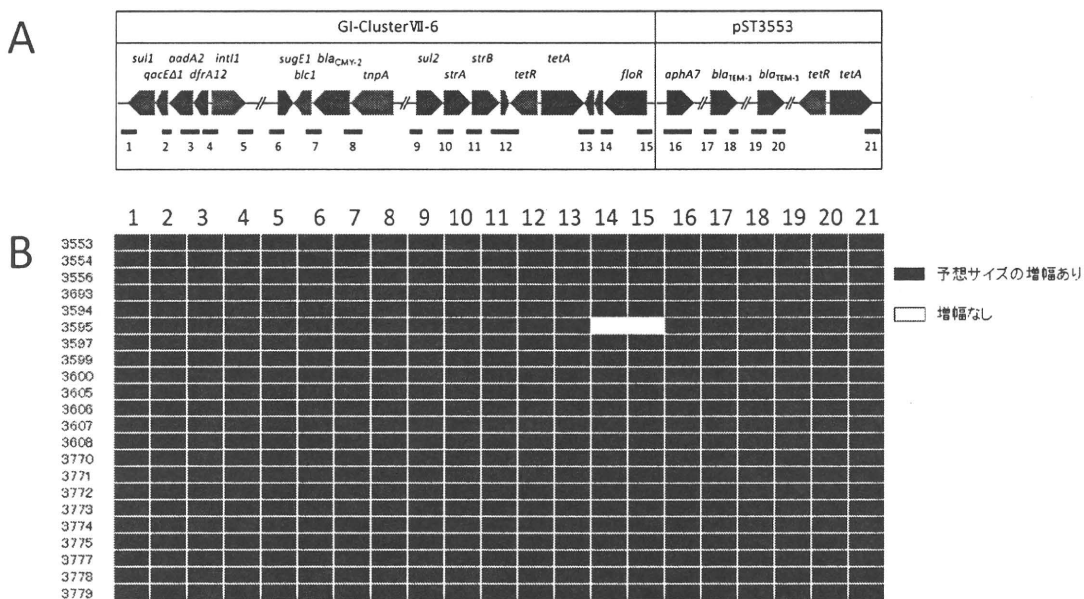 A
GI-ClusterⅦ-6 pST3553
sul1 aadA2 intI1 sugE1 blaCMY-2 sul2 strB tetA aphA7 blaTEM-1 blaTEM-1 tetR tetA
qacEΔ1 dfrA12 blc1 tnpA strA tetR floR
1 2 3 4 5 6 7 8 9 10 11 12 13 14 15 16 17 18 19 20 21
1 2 3 4 5 6 7 8 9 10 11 12 13 14 15 16 17 18 19 20 21
B
3553
3554
3556
3693
3594
3595
3597
3599
3600
3605
3606
3607
3608
3770
3771
3772
3773
3774
3775
3777
3778
3779
予想サイズの増幅あり
増幅なし